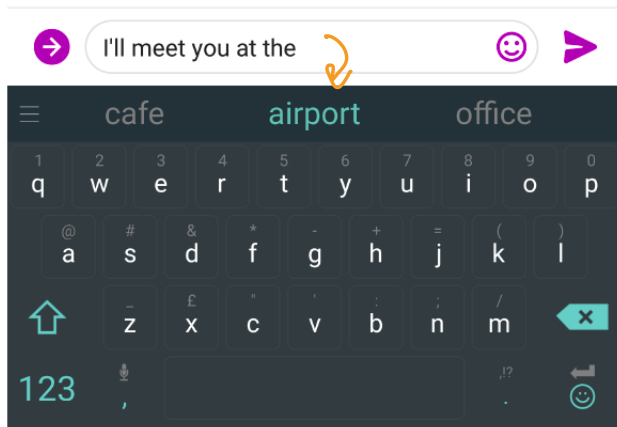 I'll meet you at the
cafe airport office
1 2 3 4 5 6 7 8 9 0
q w e r t y u i o p
@ # & * - + = ( )
a s d f g h j k l
_ £ " ' : ; /
z x c v b n m
123 , ,!? .